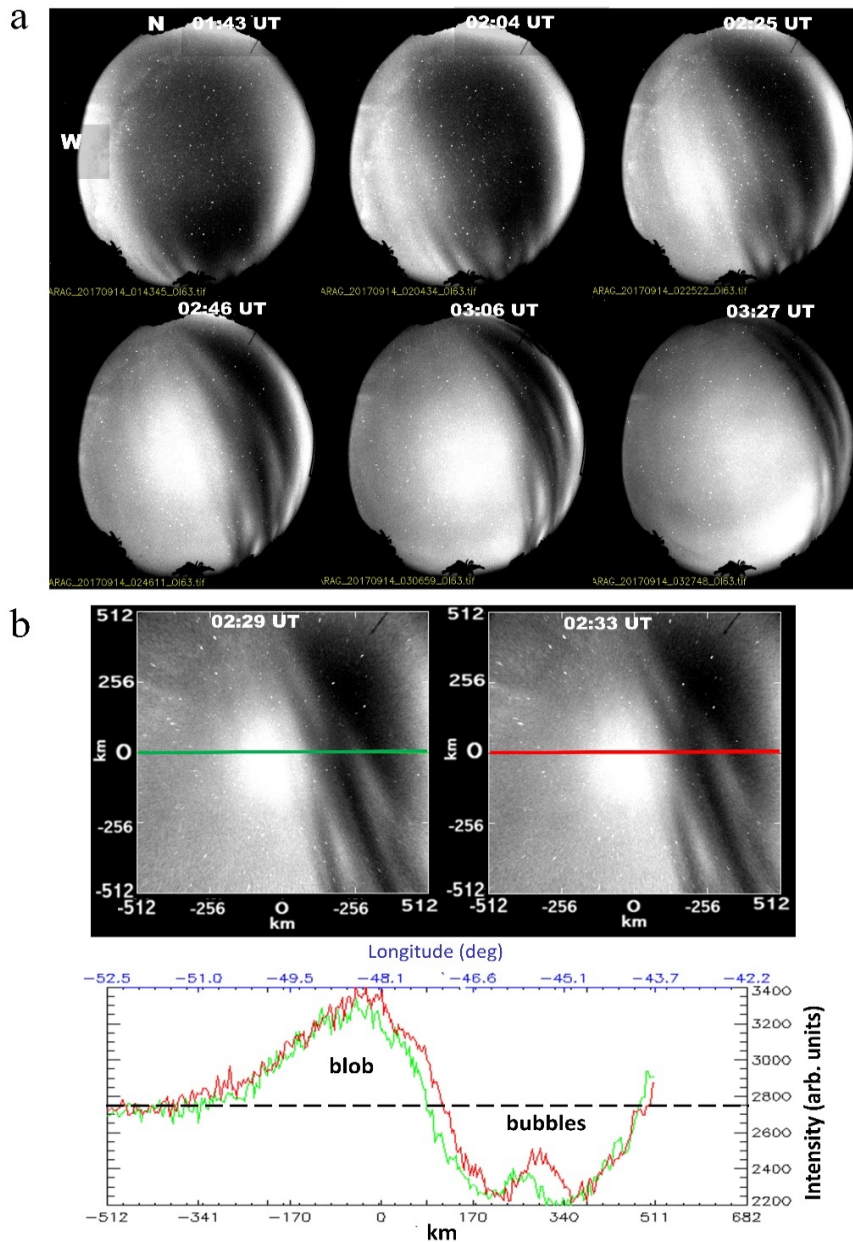 a
N 01:43 UT 02:04 UT 02:25 UT
W
ARAG_20170914_014345_OI63.tif ARAG_20170914_020434_OI63.tif ARAG_20170914_022522_OI63.tif
02:46 UT 03:06 UT 03:27 UT
ARAG_20170914_024611_OI63.tif ARAG_20170914_030659_OI63.tif ARAG_20170914_032748_OI63.tif
b
02:29 UT 02:33 UT
512 512
256 256
km O km O
-256 -256
-512 -512
-512 -256 O -256 512 -512 -256 O -256 512
km km
Longitude (deg)
−52.5 −51.0 −49.5 −48.1 −46.6 −45.1 −43.7 −42.2
3400
3200
3000
2800
2600
2400
2200
Intensity (arb. units)
blob
bubbles
−512 −341 −170 0 170 340 511 682
km